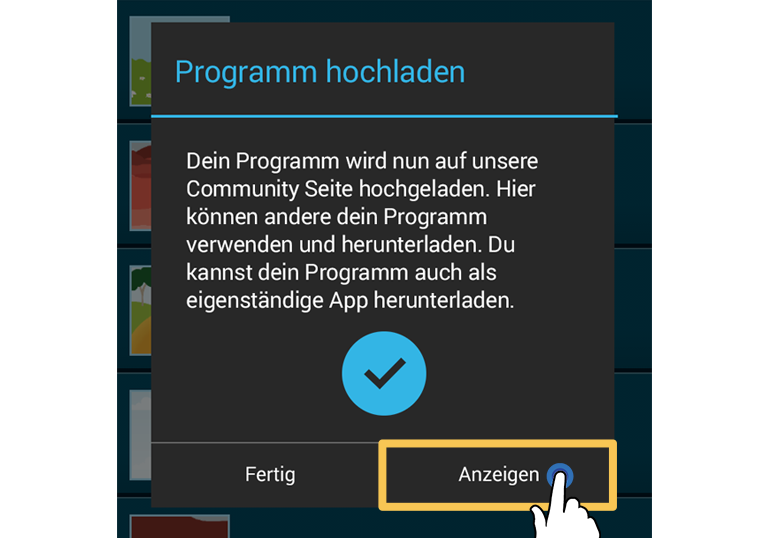 Programm hochladen
Dein Programm wird nun auf unsere
Community Seite hochgeladen. Hier
können andere dein Programm
verwenden und herunterladen. Du
kannst dein Programm auch als
eigenständige App herunterladen.
Fertig
Anzeigen